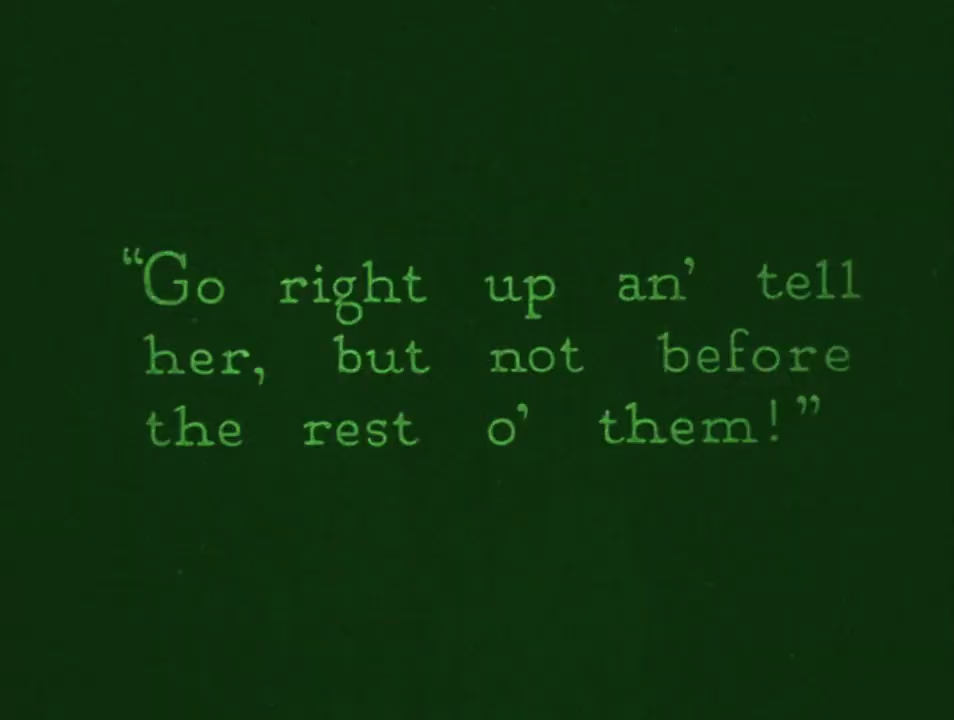 “Go right up an’ tell
her, but not before
the rest o’ them!”